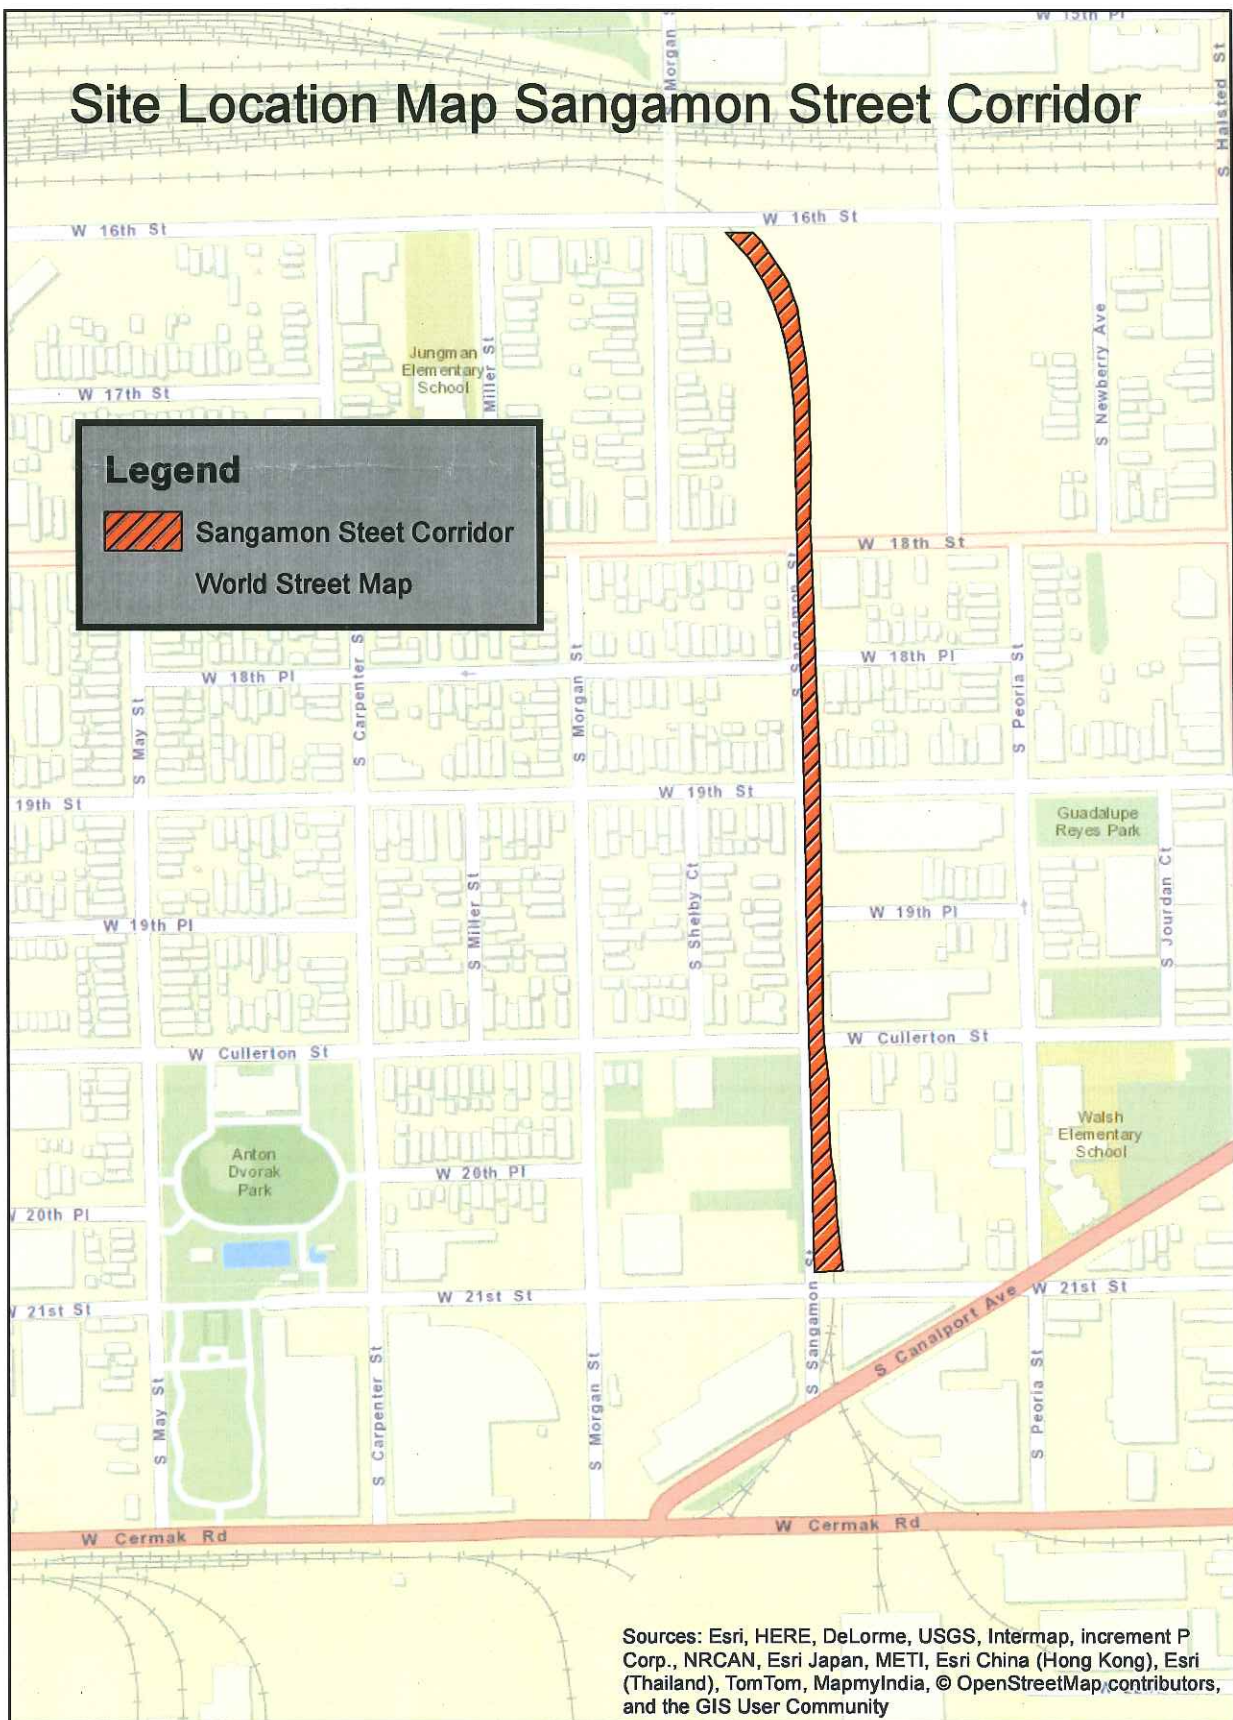 W 15th Pl
S Morgan S
S Halsted St
Site Location Map Sangamon Street Corridor
W 16th St
W 16th St
Jungman
Elementary
School
Miller St
S Newberry Ave
W 17th St
Legend
Sangamon Steet Corridor
World Street Map
W 18th St
S Sangamon St
W 18th Pl
W 18th Pl
S May St
S Carpenter S
S Morgan St
S Peoria St
19th St
W 19th St
Guadalupe
Reyes Park
S Miller St
S Shelby Ct
S Jourdan Ct
W 19th Pl
W 19th Pl
W Cullerton St
W Cullerton St
Anton
Dvorak
Park
Walsh
Elementary
School
W 20th Pl
W 20th Pl
W 21st St
W 21st St
W 21st St
S Sangamon St
S Canalport Ave
S May St
S Carpenter St
S Morgan St
S Peoria St
W Cermak Rd
W Cermak Rd
Sources: Esri, HERE, DeLorme, USGS, Intermap, increment P
Corp., NRCAN, Esri Japan, METI, Esri China (Hong Kong), Esri
(Thailand), TomTom, MapmyIndia, © OpenStreetMap contributors,
and the GIS User Community